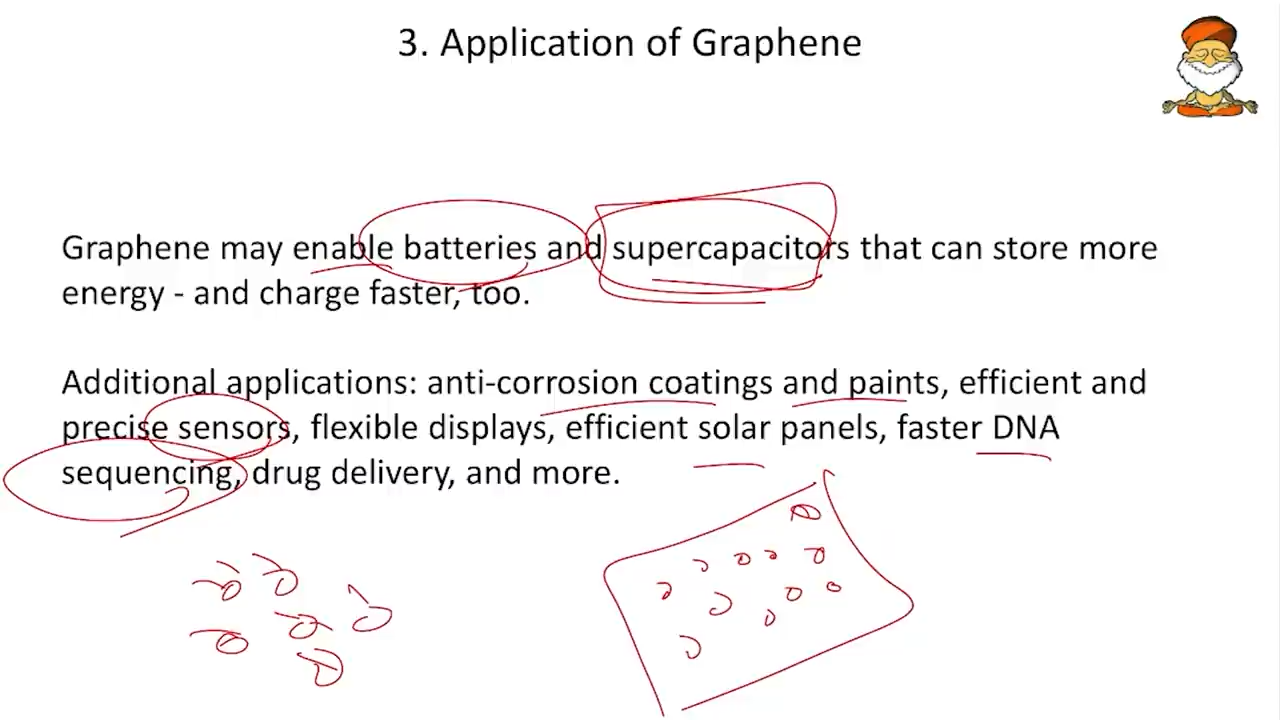 3. Application of Graphene
Graphene may enable batteries and supercapacitors that can store more
energy - and charge faster, too.
Additional applications: anti-corrosion coatings and paints, efficient and
precise sensors, flexible displays, efficient solar panels, faster DNA
sequencing, drug delivery, and more.